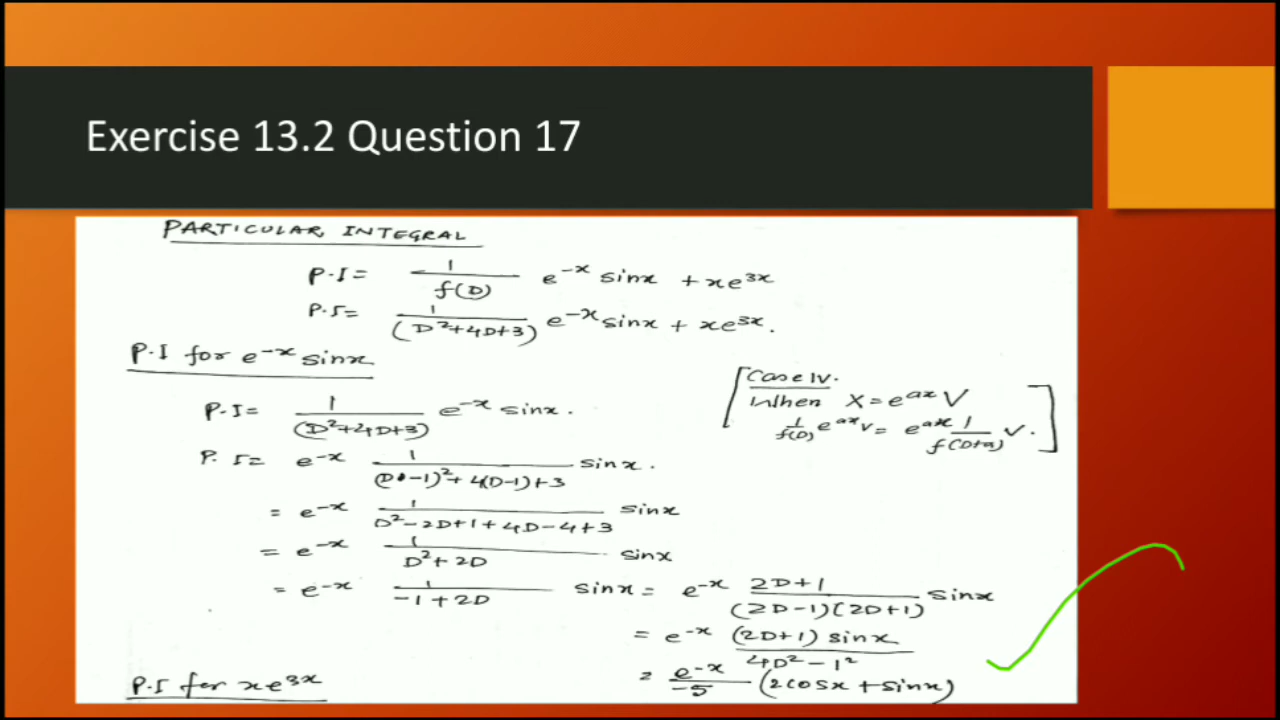 Exercise 13.2 Question 17
PARTICULAR INTEGRAL
P.I = 1/f(D) e^-x sinx + xe^3x
P.I = 1/(D²+4D+3) e^-x sinx + xe^3x.
P.I for e^-x sinx
P.I = 1/(D²+4D+3) e^-x sinx.
[Case IV.
When X = e^ax V
1/f(D) e^ax V = e^ax 1/f(D+a) V.]
P.I = e^-x 1/((D-1)²+4(D-1)+3) sinx.
= e^-x 1/(D²-2D+1+4D-4+3) sinx
= e^-x 1/(D²+2D) sinx
= e^-x 1/(-1+2D) sinx = e^-x (2D+1)/((2D-1)(2D+1)) sinx
= e^-x (2D+1) sinx/(4D²-1²)
= e^-x/-5 (2cosx + sinx)
P.I for xe^3x